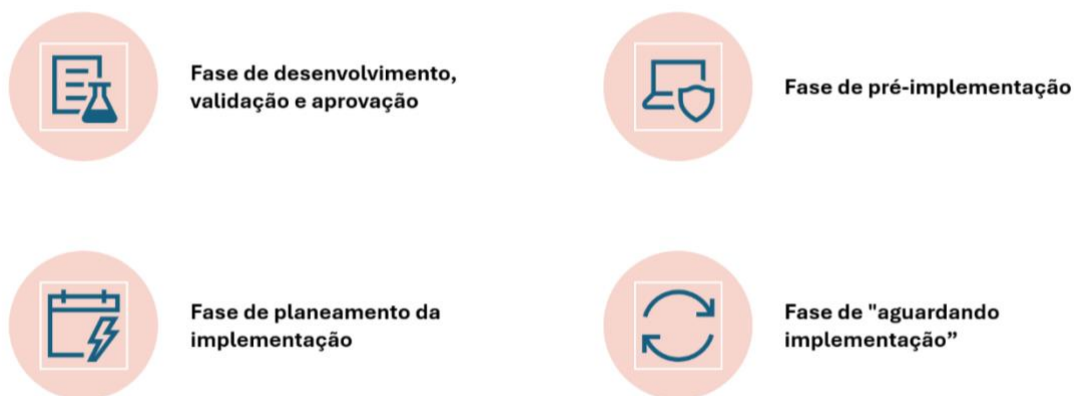 Fase de desenvolvimento,
validação e aprovação
Fase de pré-implementação
Fase de planeamento da
implementação
Fase de "aguardando
implementação”